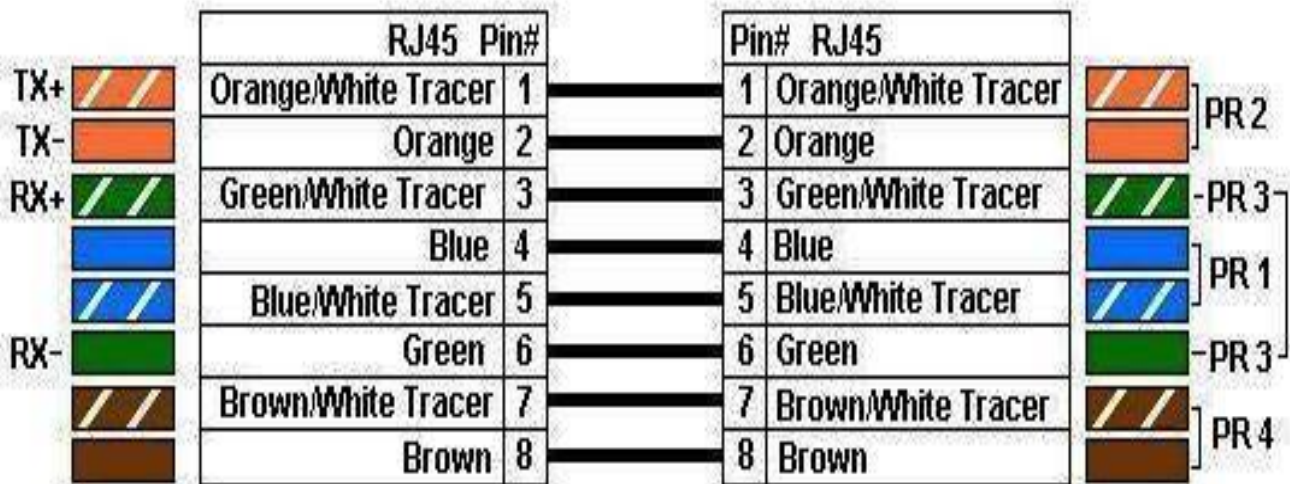 RJ45 Pin# Pin# RJ45
TX+ Orange/White Tracer 1 1 Orange/White Tracer PR 2
TX- Orange 2 2 Orange
RX+ Green/White Tracer 3 3 Green/White Tracer PR 3
Blue 4 4 Blue PR 1
Blue/White Tracer 5 5 Blue/White Tracer
RX- Green 6 6 Green PR 3
Brown/White Tracer 7 7 Brown/White Tracer PR 4
Brown 8 8 Brown